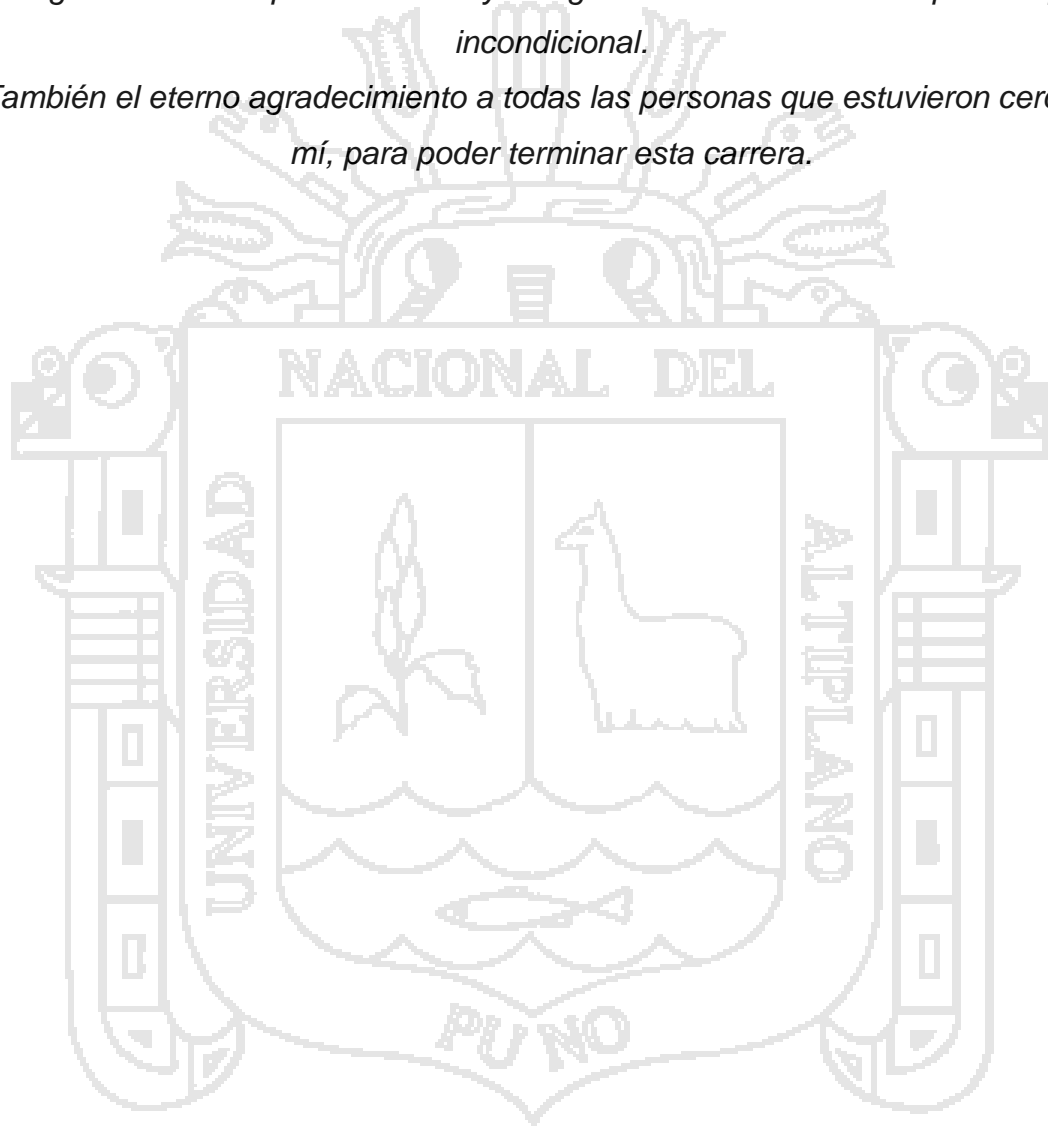 incondicional.
También el eterno agradecimiento a todas las personas que estuvieron
mí, para poder terminar esta carrera.
NACIONAL DEL
UNIVERSIDAD
ALTIPLANO
PUNO